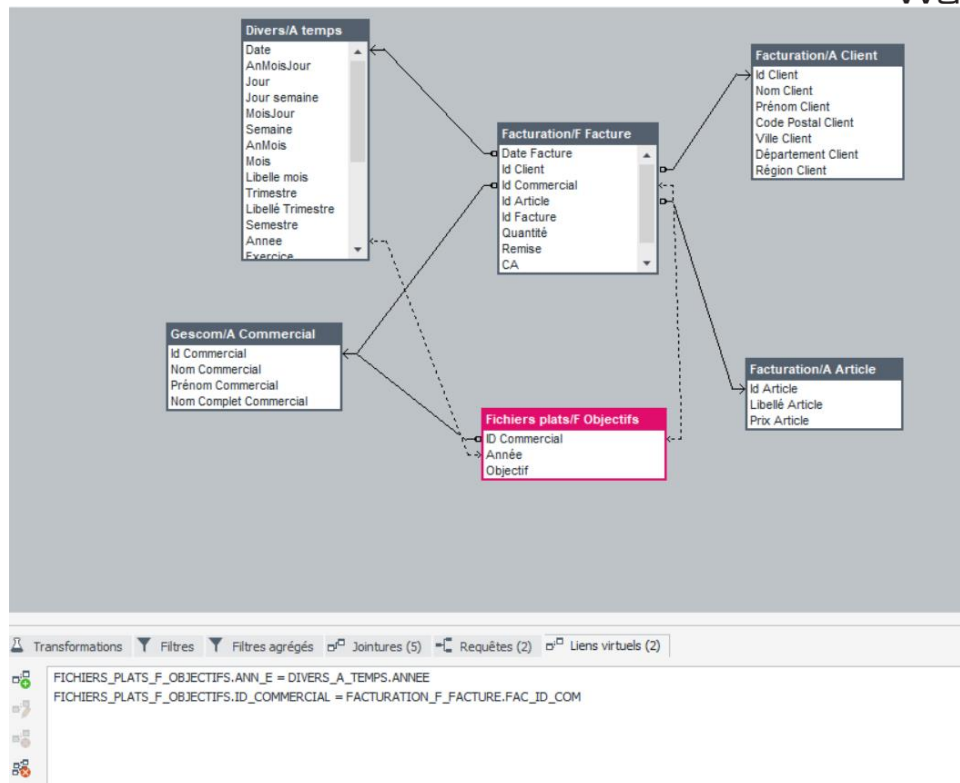 Divers/A temps
Date
AnMoisJour
Jour
Jour semaine
MoisJour
Semaine
AnMois
Mois
Libelle mois
Trimestre
Libellé Trimestre
Semestre
Annee
Exercice
Facturation/A Client
Id Client
Nom Client
Prénom Client
Code Postal Client
Ville Client
Département Client
Région Client
Facturation/F Facture
Date Facture
Id Client
Id Commercial
Id Article
Id Facture
Quantité
Remise
CA
Gescom/A Commercial
Id Commercial
Nom Commercial
Prénom Commercial
Nom Complet Commercial
Facturation/A Article
Id Article
Libellé Article
Prix Article
Fichiers plats/F Objectifs
ID Commercial
Année
Objectif
Transformations Filtres Filtres agrégés Jointures (5) Requêtes (2) Liens virtuels (2)
FICHIERS_PLATS_F_OBJECTIFS.ANN_E = DIVERS_A_TEMPS.ANNEE
FICHIERS_PLATS_F_OBJECTIFS.ID_COMMERCIAL = FACTURATION_F_FACTURE.FAC_ID_COM